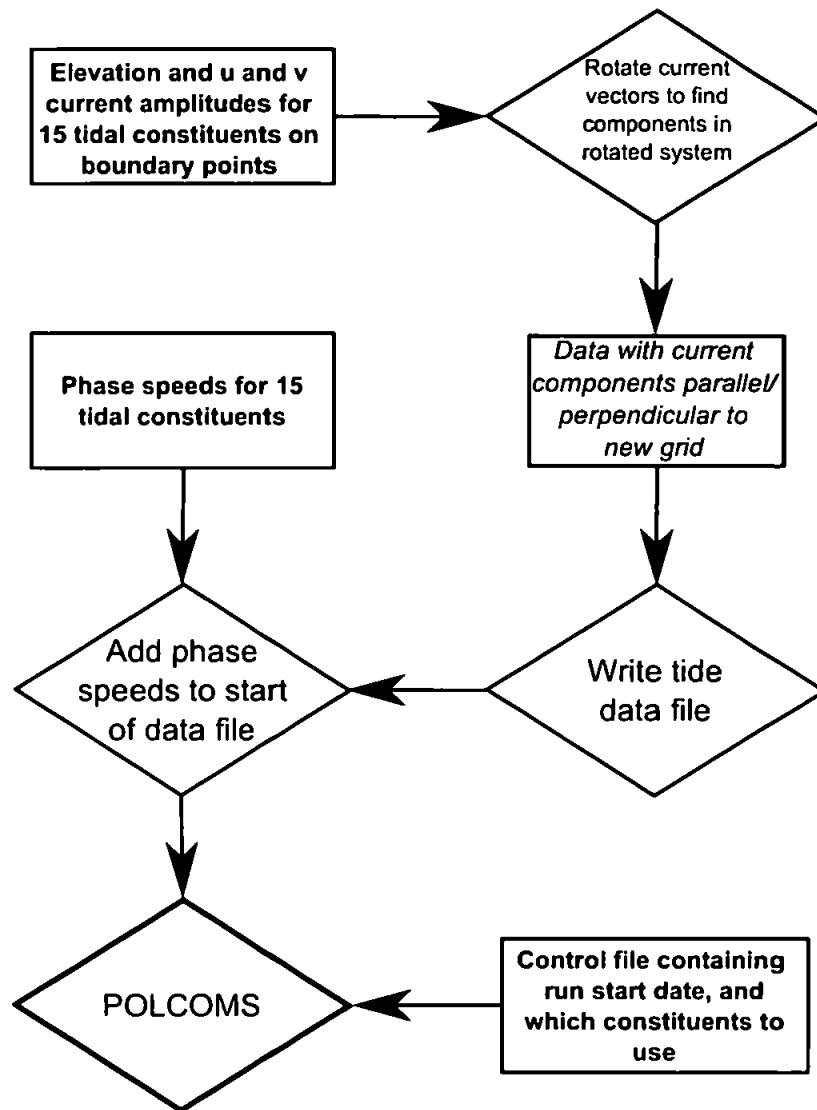 Elevation and u and v
current amplitudes for
15 tidal constituents on
boundary points
Rotate current
vectors to find
components in
rotated system
Phase speeds for 15
tidal constituents
Data with current
components parallel/
perpendicular to
new grid
Add phase
speeds to start
of data file
Write tide
data file
POLCOMS
Control file containing
run start date, and
which constituents to
use